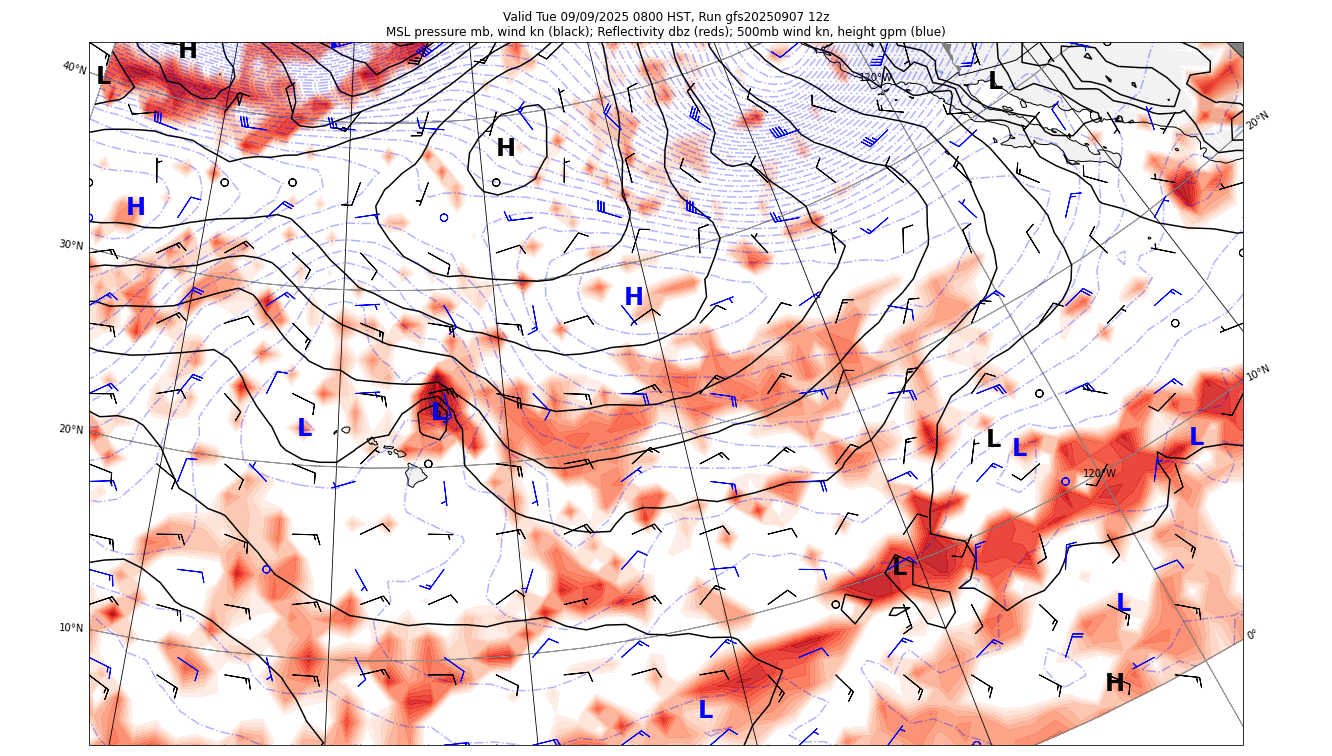 Valid Tue 09/09/2025 0800 HST, Run gfs20250907 12z
MSL pressure mb, wind kn (black); Reflectivity dbz (reds); 500mb wind kn, height gpm (blue)
H
L
40°N
120°W
L
20°N
H
H
30°N
H
10°N
L
L
20°N
L
L
L
120°W
L
L
10°N
0°
H
L